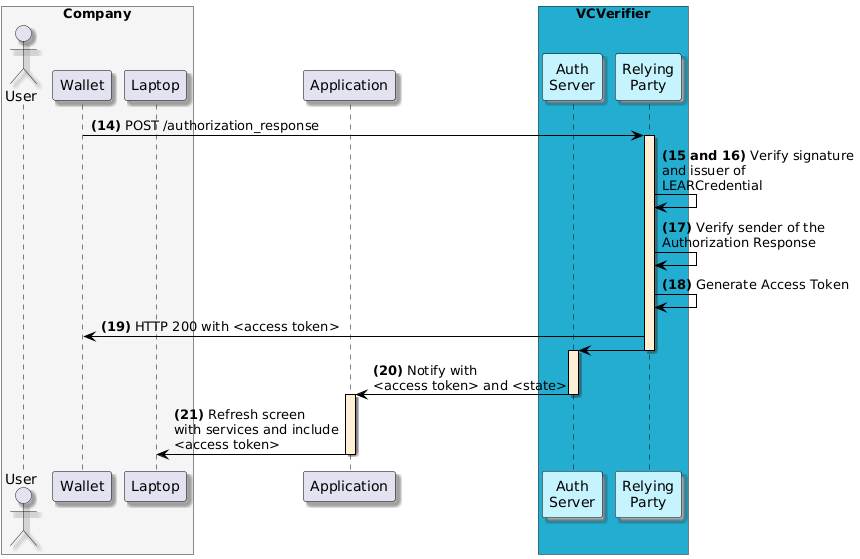 Company
VCVerifier
User
Wallet
Laptop
Application
Auth
Server
Relying
Party
(14) POST /authorization_response
(15 and 16) Verify signature
and issuer of
LEARCredential
(17) Verify sender of the
Authorization Response
(18) Generate Access Token
(19) HTTP 200 with <access token>
(20) Notify with
<access token> and <state>
(21) Refresh screen
with services and include
<access token>
User
Wallet
Laptop
Application
Auth
Server
Relying
Party